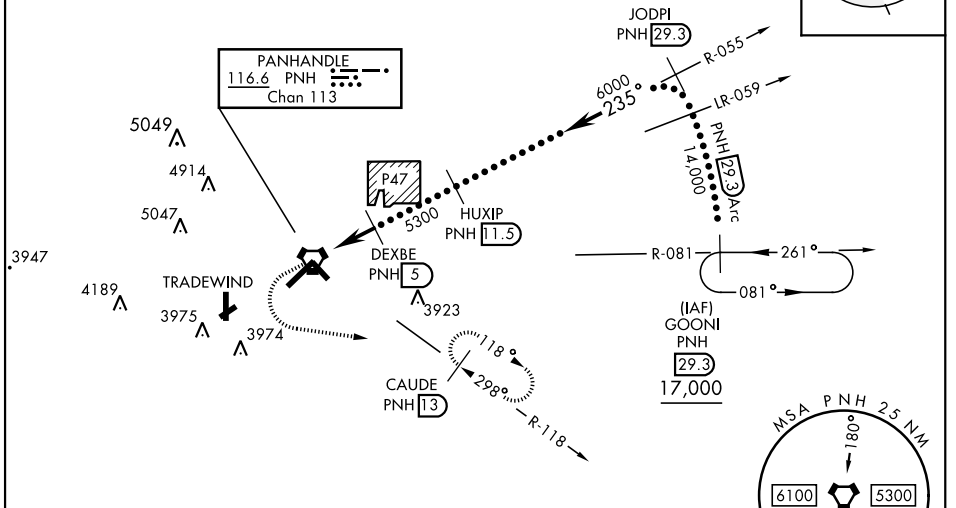 JODPI
PNH 29.3
R-055
LR-059
6000
235°
PNH 29.3 Arc
14,000
PANHANDLE
116.6 PNH
Chan 113
5049
4914
5047
3947
4189
TRADEWIND
3975
3974
P47
5300
HUXIP
PNH 11.5
DEXBE
PNH 5
3923
R-081
261°
081°
(IAF)
GOONI
PNH
29.3
17,000
118°
298°
CAUDE
PNH 13
R-118
MSA PNH 25 NM
180°
6100
5300